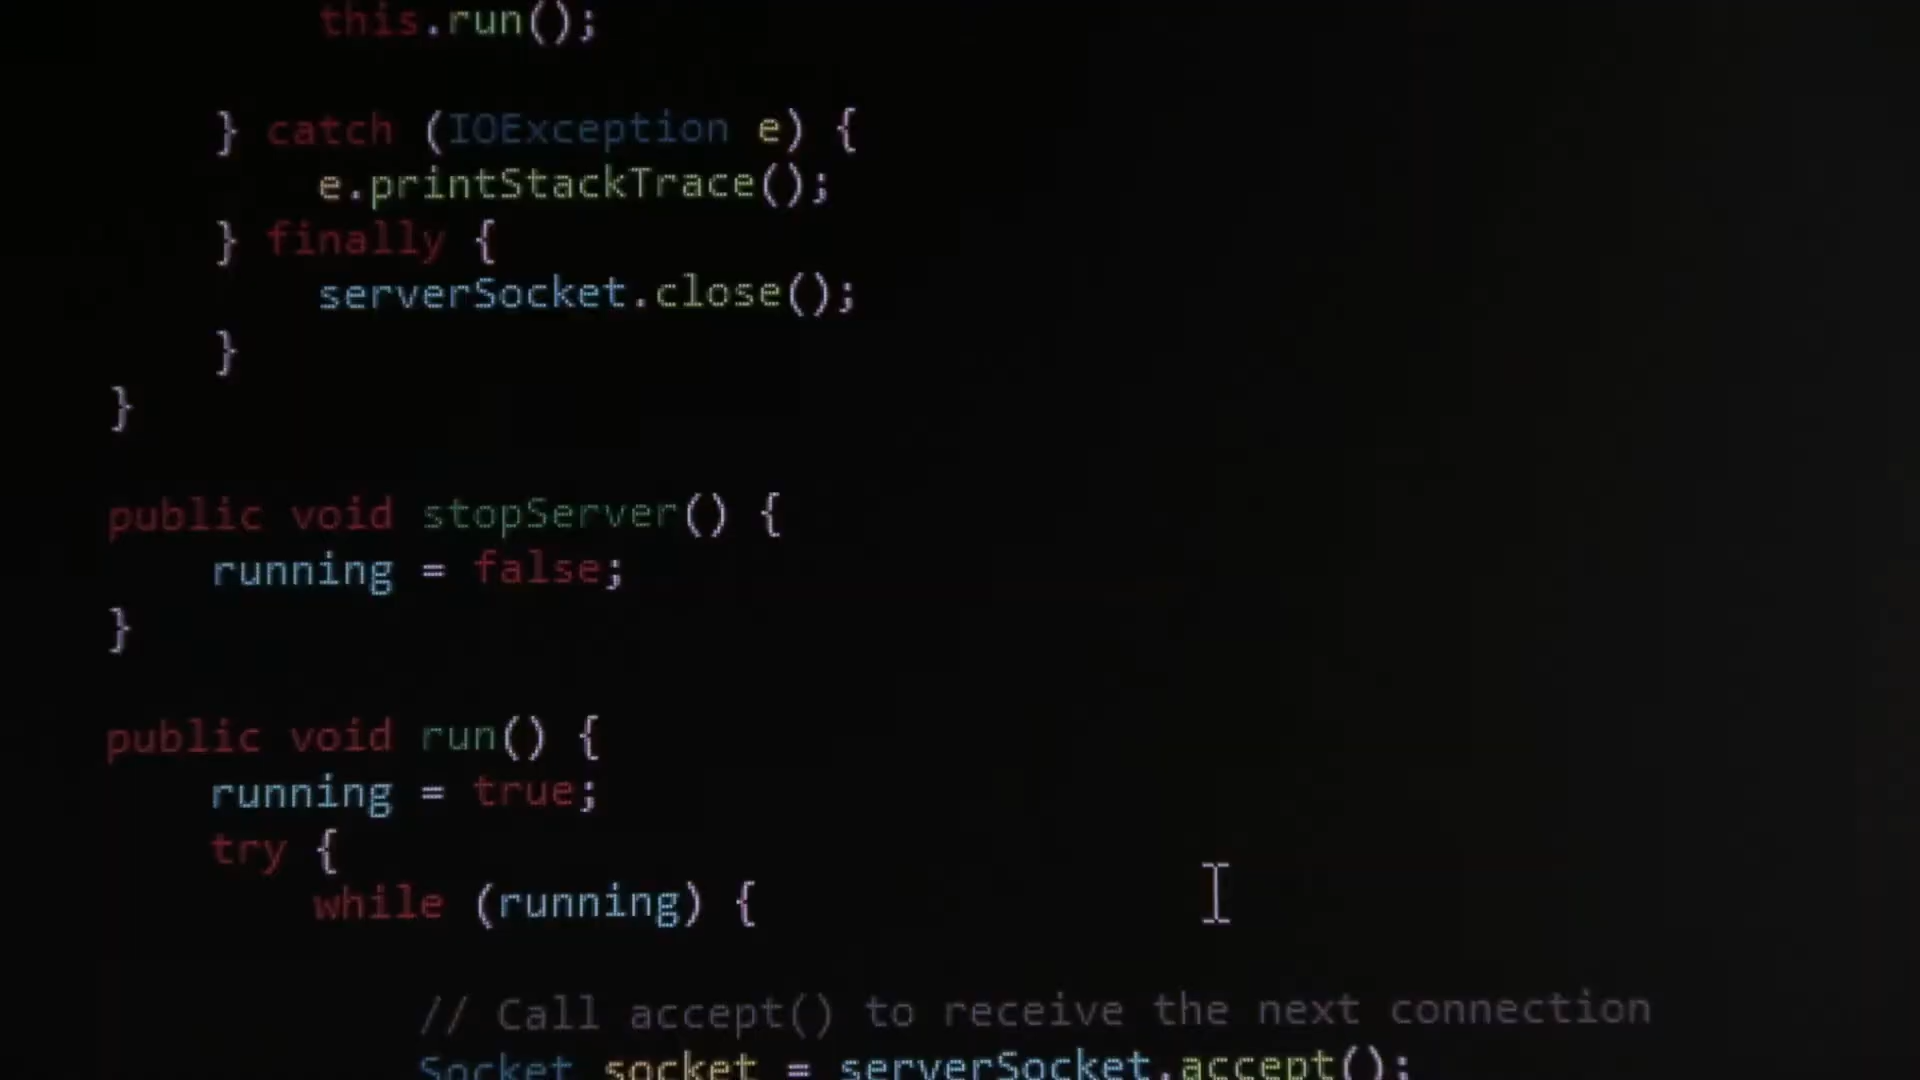 this.run();
} catch (IOException e) {
e.printStackTrace();
} finally {
serverSocket.close();
}
}
public void stopServer() {
running = false;
}
public void run() {
running = true;
try {
while (running) {
// Call accept() to receive the next connection
Socket socket = serverSocket.accept();